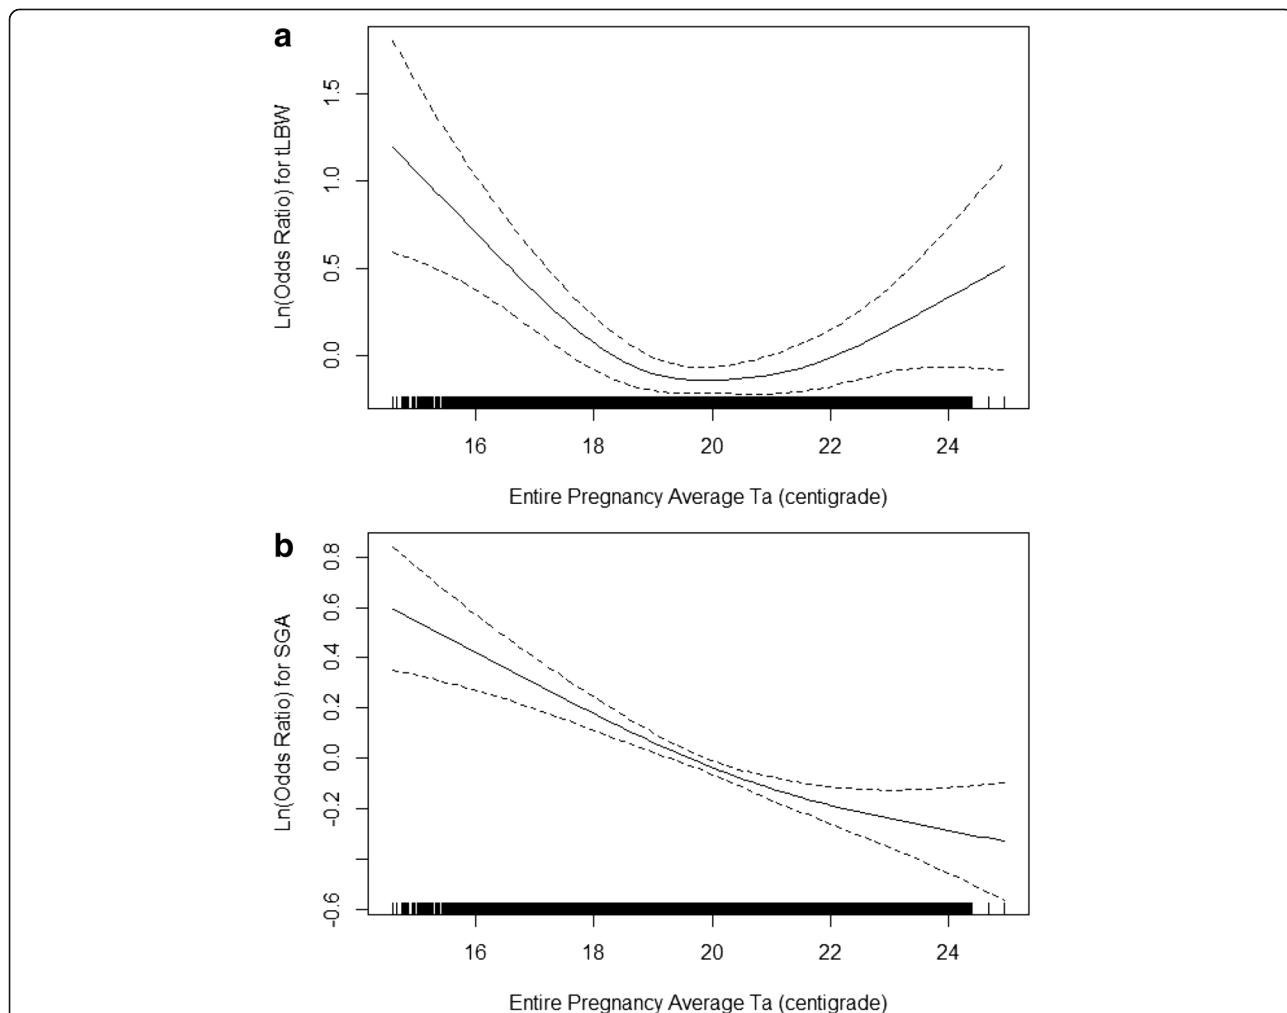 a
Ln(Odds Ratio) for tLBW
1.5
1.0
0.5
0.0
16 18 20 22 24
Entire Pregnancy Average Ta (centigrade)
b
Ln(Odds Ratio) for SGA
0.8
0.6
0.4
0.2
0.0
-0.2
-0.6
16 18 20 22 24
Entire Pregnancy Average Ta (centigrade)